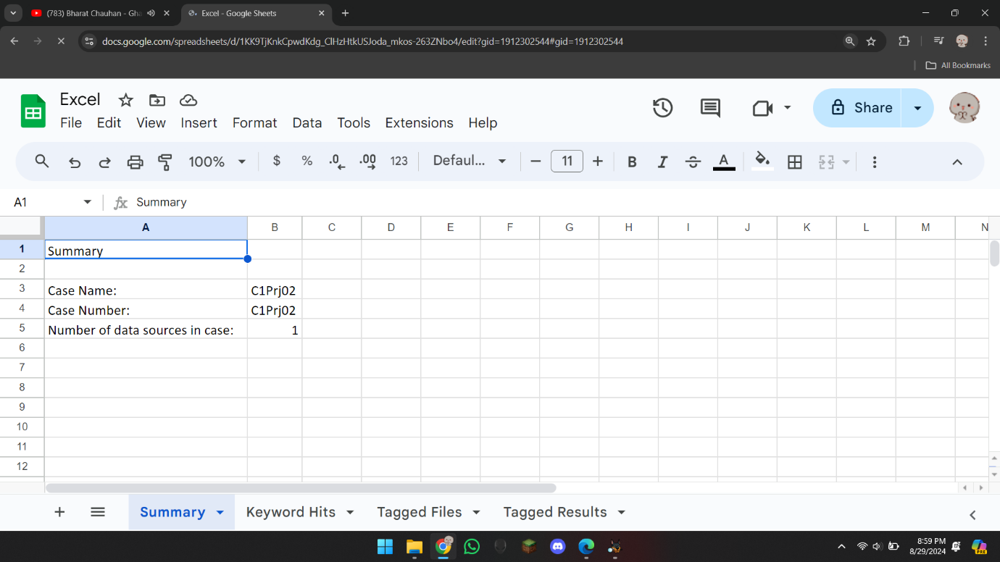 (783) Bharat Chauhan - Gha
Excel - Google Sheets
docs.google.com/spreadsheets/d/1KK9TjKnkCpwdKdg_ClHzHtkUSJoda_mkos-263ZNbo4/edit?gid=1912302544#gid=1912302544
All Bookmarks
Excel
File Edit View Insert Format Data Tools Extensions Help
Share
100% $ % .0 .00 123 Defaul... 11 B I A
A1 fx Summary
A B C D E F G H I J K L M N
1 Summary
2
3 Case Name: C1Prj02
4 Case Number: C1Prj02
5 Number of data sources in case: 1
6
7
8
9
10
11
12
Summary Keyword Hits Tagged Files Tagged Results
8:59 PM
8/29/2024
PRE